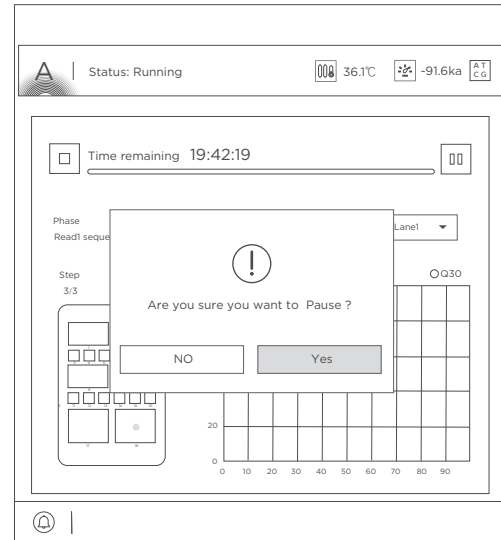 A
Status: Running
36.1℃
-91.6ka
A T
C G
Time remaining 19:42:19
Phase
Read1 seque
Lane1
Step
3/3
Q30
!
Are you sure you want to Pause ?
NO
Yes
20
0
0 10 20 30 40 50 60 70 80 90